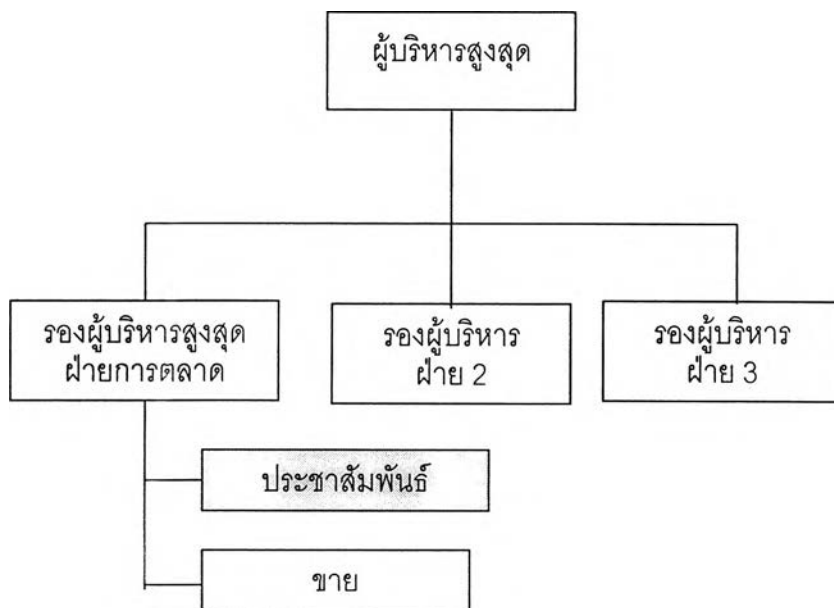 ผู้บริหารสูงสุด
รองผู้บริหารสูงสุด
ฝ่ายการตลาด
รองผู้บริหาร
ฝ่าย 2
รองผู้บริหาร
ฝ่าย 3
ประชาสัมพันธ์
ขาย